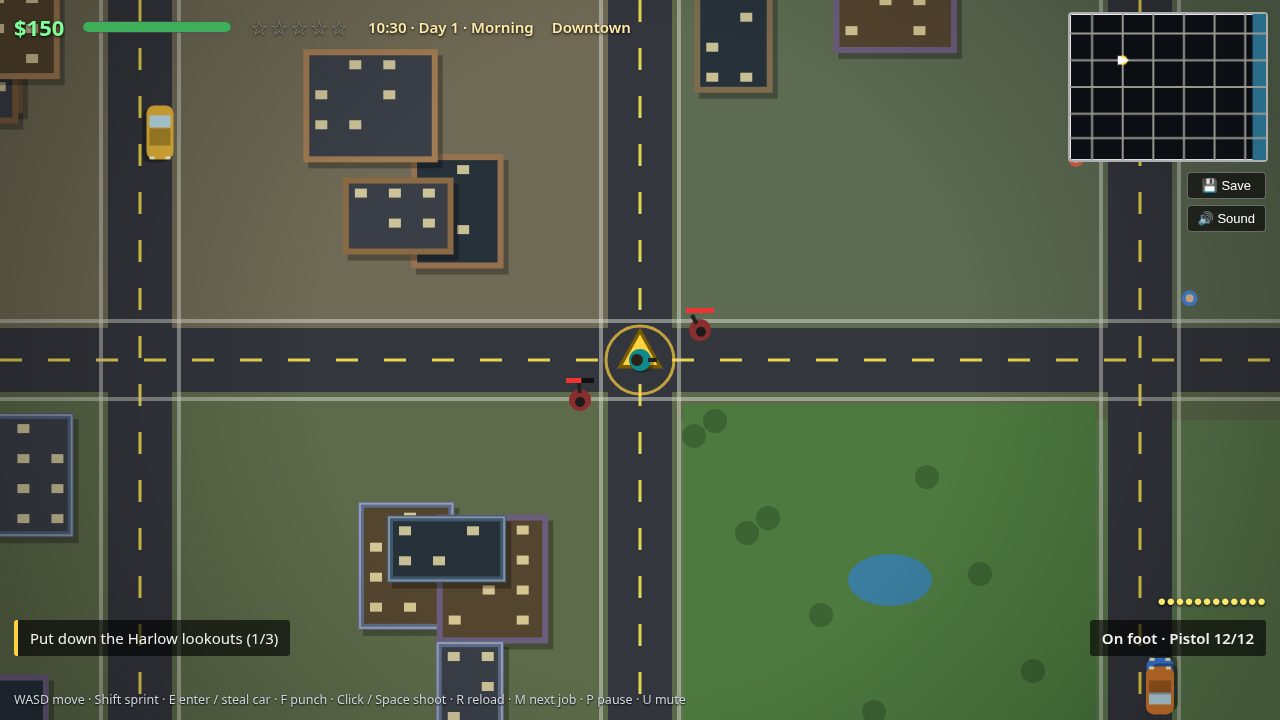 $150
☆☆☆☆☆
10:30 · Day 1 · Morning
Downtown
💾 Save
🔊 Sound
Put down the Harlow lookouts (1/3)
On foot · Pistol 12/12
WASD move · Shift sprint · E enter / steal car · F punch · Click / Space shoot · R reload · M next job · P pause · U mute